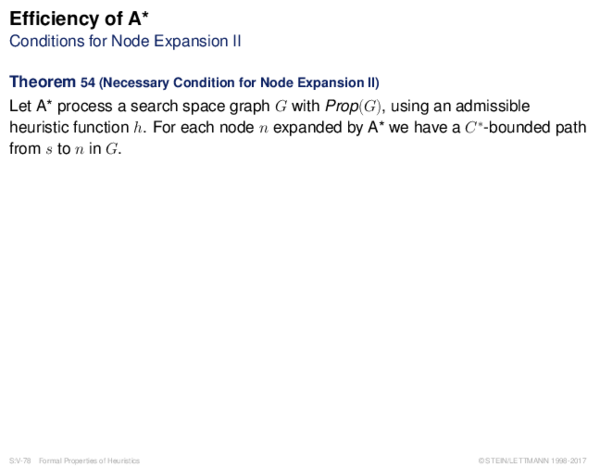 Efficiency of A*
Conditions for Node Expansion II
Theorem 54 (Necessary Condition for Node Expansion II)
Let A* process a search space graph G with Prop(G), using an admissible
heuristic function h. For each node n expanded by A* we have a C*-bounded path
from s to n in G.
S:V-78 Formal Properties of Heuristics
©STEIN/LETTMANN 1998-2017